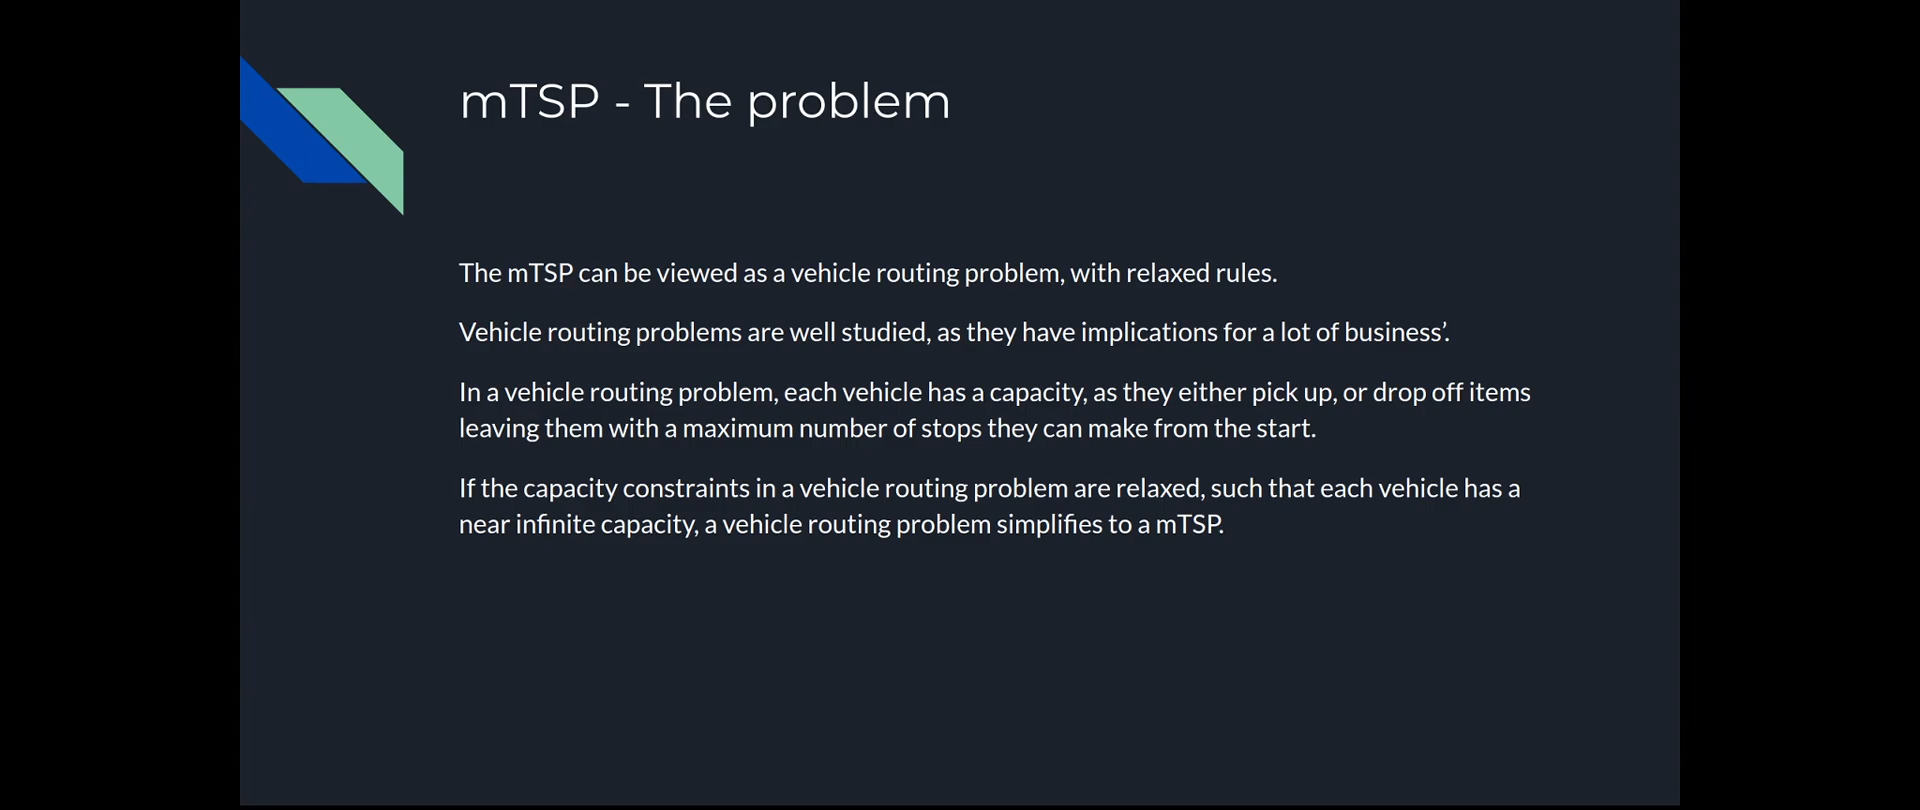 mTSP - The problem
The mTSP can be viewed as a vehicle routing problem, with relaxed rules.
Vehicle routing problems are well studied, as they have implications for a lot of business’.
In a vehicle routing problem, each vehicle has a capacity, as they either pick up, or drop off items
leaving them with a maximum number of stops they can make from the start.
If the capacity constraints in a vehicle routing problem are relaxed, such that each vehicle has a
near infinite capacity, a vehicle routing problem simplifies to a mTSP.